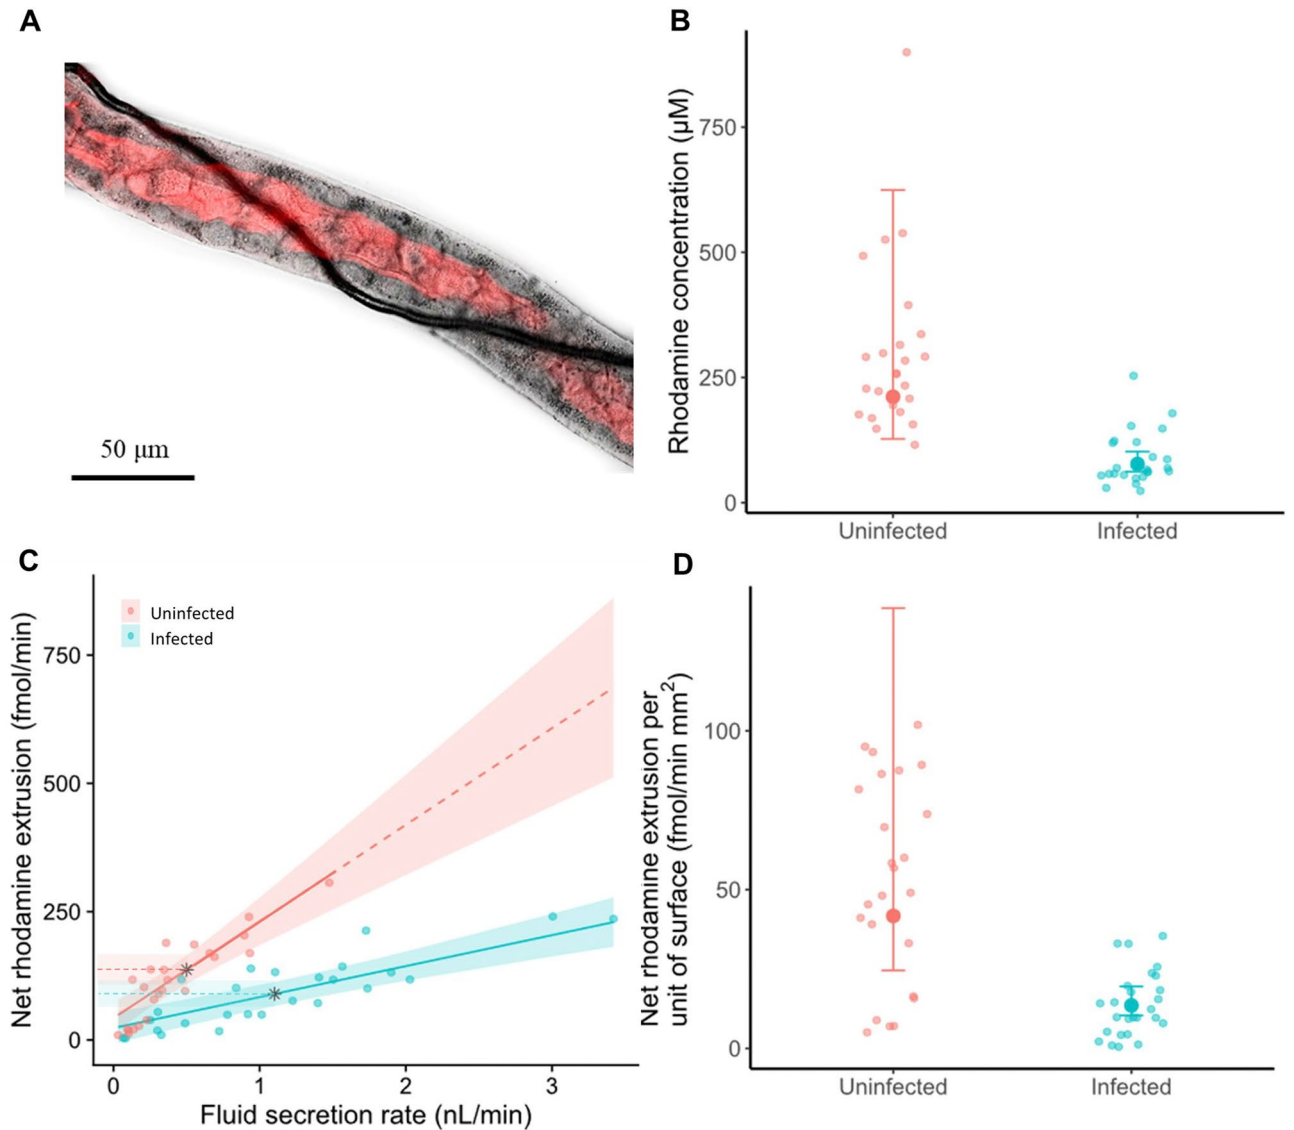 A
50 μm
B
Rhodamine concentration (μM)
750
500
250
0
Uninfected
Infected
C
Net rhodamine extrusion (fmol/min)
Uninfected
Infected
750
500
250
0
0
1
2
3
Fluid secretion rate (nL/min)
D
Net rhodamine extrusion per
unit of surface (fmol/min mm²)
100
50
0
Uninfected
Infected